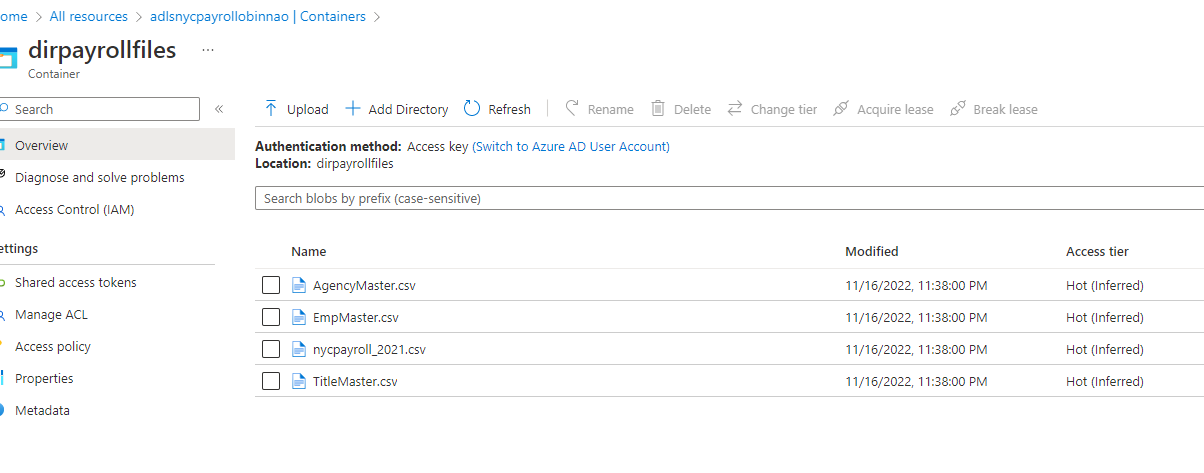 ome > All resources > adlsnycpayrollobinnao | Containers >
dirpayrollfiles ...
Container
Search «
Upload Add Directory Refresh Rename Delete Change tier Acquire lease Break lease
Overview
Authentication method: Access key (Switch to Azure AD User Account)
Location: dirpayrollfiles
Diagnose and solve problems
Search blobs by prefix (case-sensitive)
Access Control (IAM)
ettings
Name Modified Access tier
Shared access tokens
AgencyMaster.csv 11/16/2022, 11:38:00 PM Hot (Inferred)
Manage ACL
EmpMaster.csv 11/16/2022, 11:38:00 PM Hot (Inferred)
Access policy
nycpayroll_2021.csv 11/16/2022, 11:38:00 PM Hot (Inferred)
Properties
TitleMaster.csv 11/16/2022, 11:38:00 PM Hot (Inferred)
Metadata